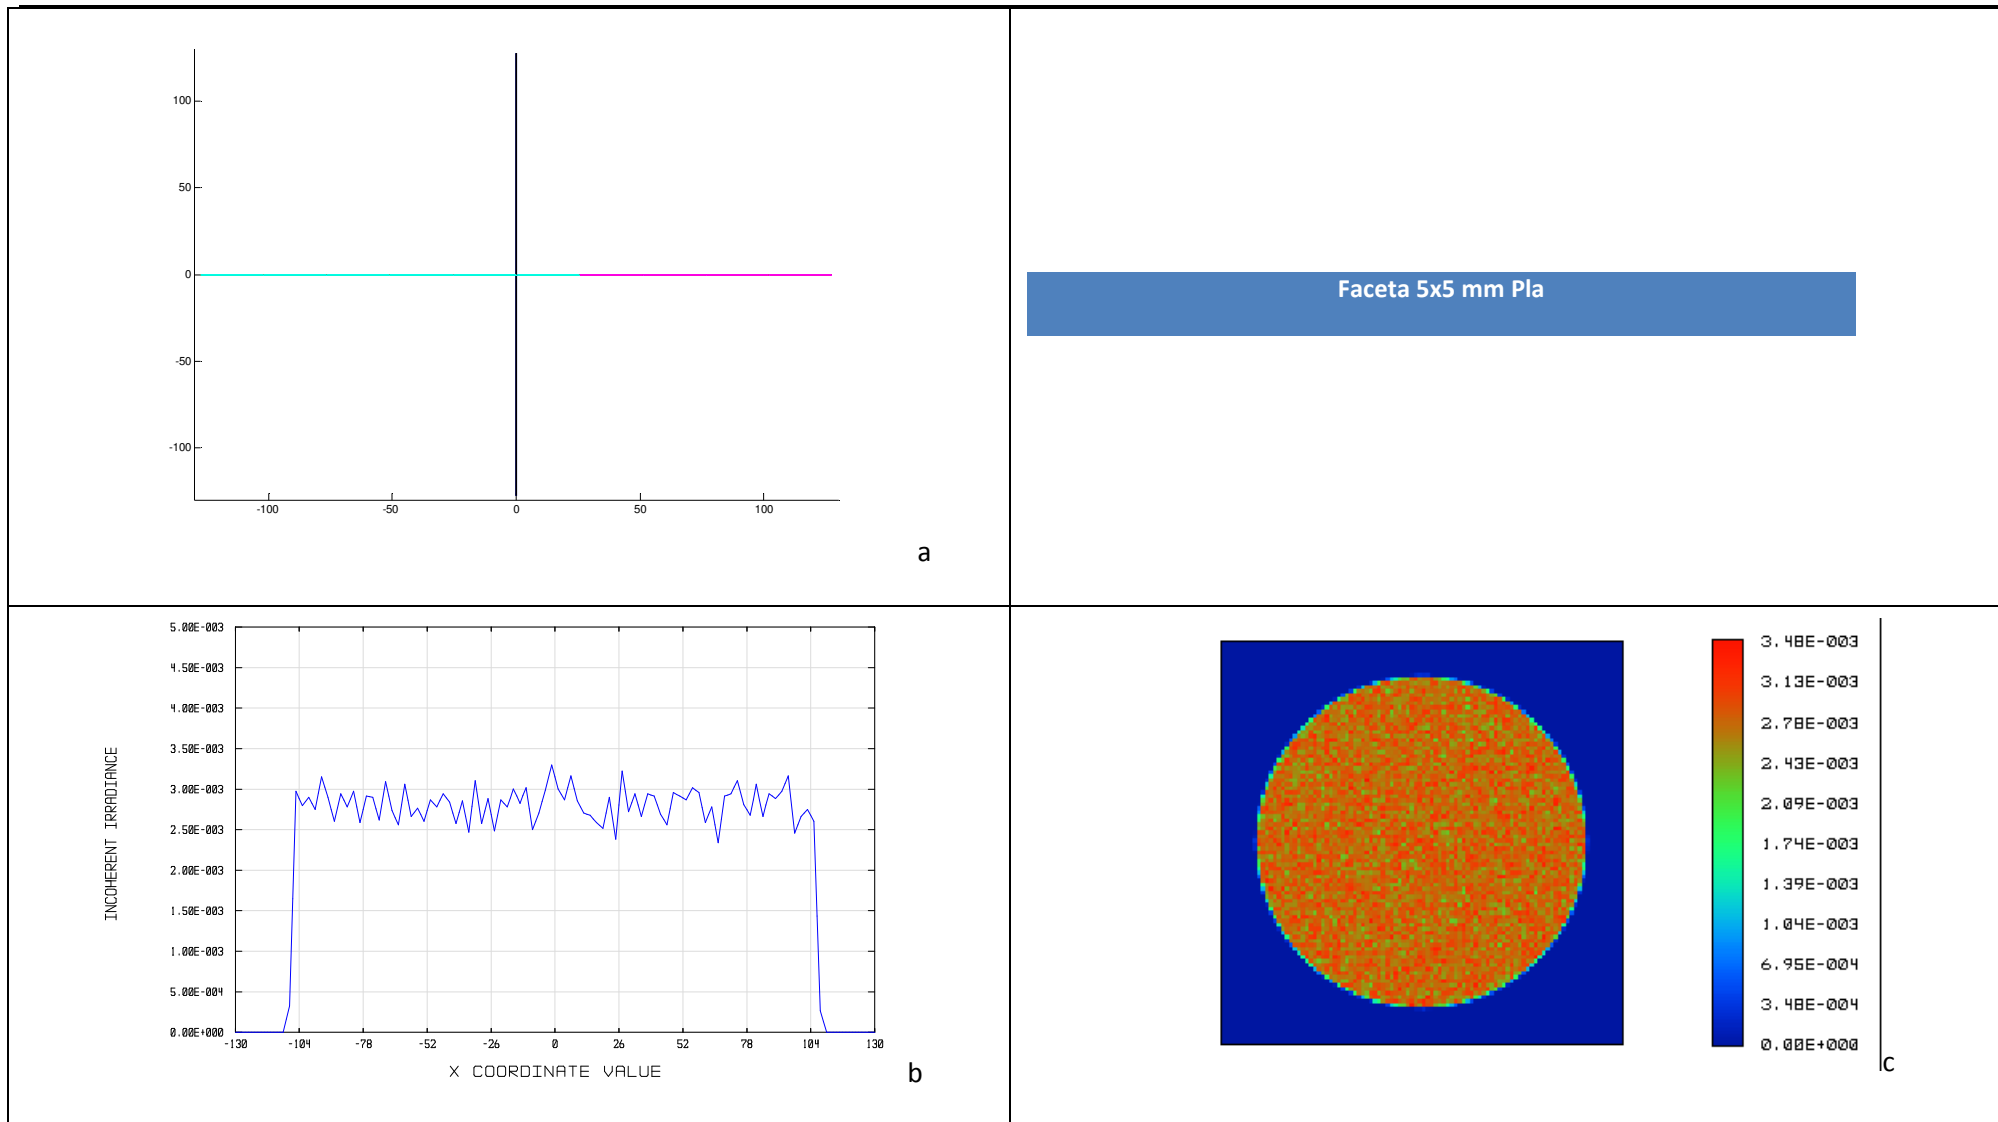 100
50
0
-50
-100
-100 -50 0 50 100
a
Faceta 5x5 mm Pla
5.00E-003
4.50E-003
4.00E-003
3.50E-003
3.00E-003
2.50E-003
2.00E-003
1.50E-003
1.00E-003
5.00E-004
0.00E+000
INCOHERENT IRRADIANCE
-130 -104 -78 -52 -26 0 26 52 78 104 130
X COORDINATE VALUE
b
3.48E-003
3.13E-003
2.78E-003
2.43E-003
2.09E-003
1.74E-003
1.39E-003
1.04E-003
6.95E-004
3.48E-004
0.00E+000
c